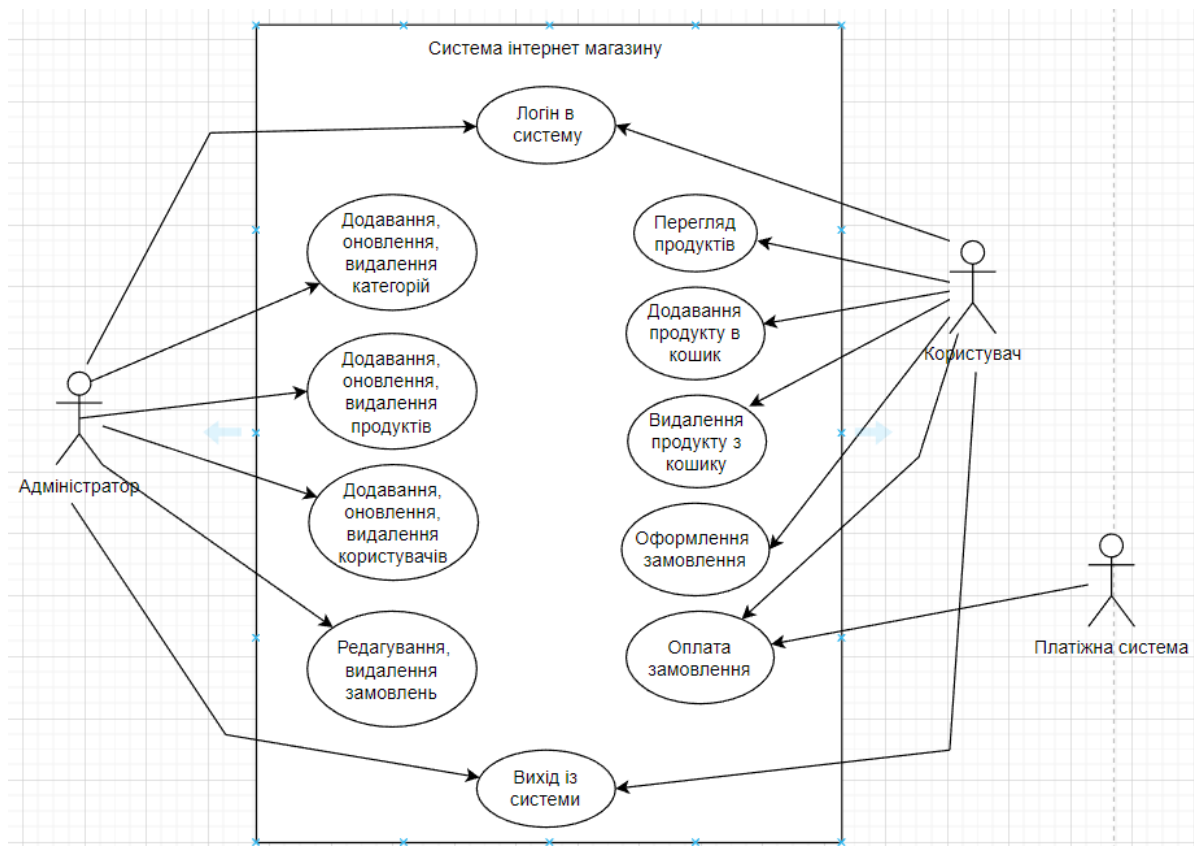 Система інтернет магазину
Логін в
систему
Додавання,
оновлення,
видалення
категорій
Перегляд
продуктів
Додавання
продукту в
кошик
Користувач
Додавання,
оновлення,
видалення
продуктів
Видалення
продукту з
кошику
Адміністратор
Додавання,
оновлення,
видалення
користувачів
Оформлення
замовлення
Редагування,
видалення
замовлень
Оплата
замовлення
Платіжна система
Вихід із
системи